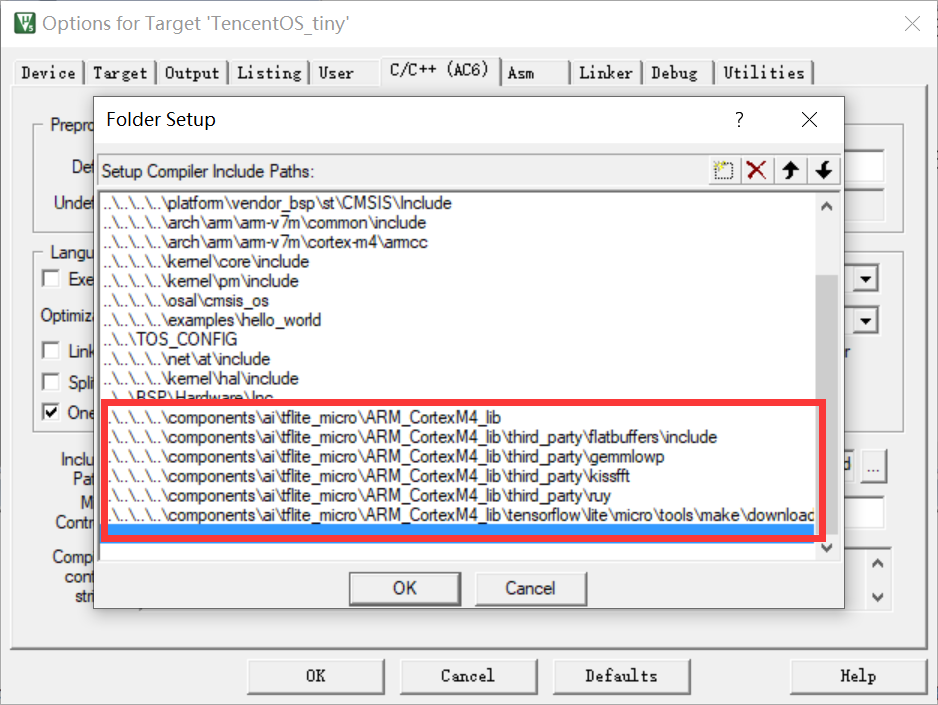 Options for Target 'TencentOS_tiny'
Device Target Output Listing User C/C++ (AC6) Asm Linker Debug Utilities
Folder Setup
?
Setup Compiler Include Paths:
..\..\..\..\platform\vendor_bsp\st\CMSIS\Include
..\..\..\..\arch\arm\arm-v7m\common\include
..\..\..\..\arch\arm\arm-v7m\cortex-m4\armcc
..\..\..\..\kernel\core\include
..\..\..\..\kernel\pm\include
..\..\..\..\osal\cmsis_os
..\..\..\..\examples\hello_world
..\..\TOS_CONFIG
..\..\..\..\net\at\include
..\..\..\..\kernel\hal\include
..\..\BSP\Hardware\Inc
..\..\..\..\components\ai\tflite_micro\ARM_CortexM4_lib
..\..\..\..\components\ai\tflite_micro\ARM_CortexM4_lib\third_party\flatbuffers\include
..\..\..\..\components\ai\tflite_micro\ARM_CortexM4_lib\third_party\gemmlowp
..\..\..\..\components\ai\tflite_micro\ARM_CortexM4_lib\third_party\kissfft
..\..\..\..\components\ai\tflite_micro\ARM_CortexM4_lib\third_party\ruy
..\..\..\..\components\ai\tflite_micro\ARM_CortexM4_lib\tensorflow\lite\micro\tools\make\download
OK Cancel
Prepro
Def
Undef
Langu
Exe
Optimiza
Link
r
Split
One
Inclu
Pat
d ...
M
Contr
Comp
cont
stri
OK Cancel Defaults Help